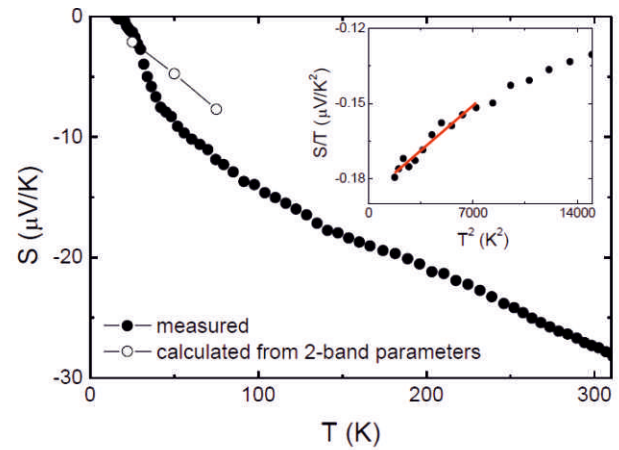 0
-10
-20
-30
S (μV/K)
0
100
200
300
T (K)
measured
calculated from 2-band parameters
-0.12
-0.15
-0.18
S/T (μV/K²)
0
7000
14000
T² (K²)